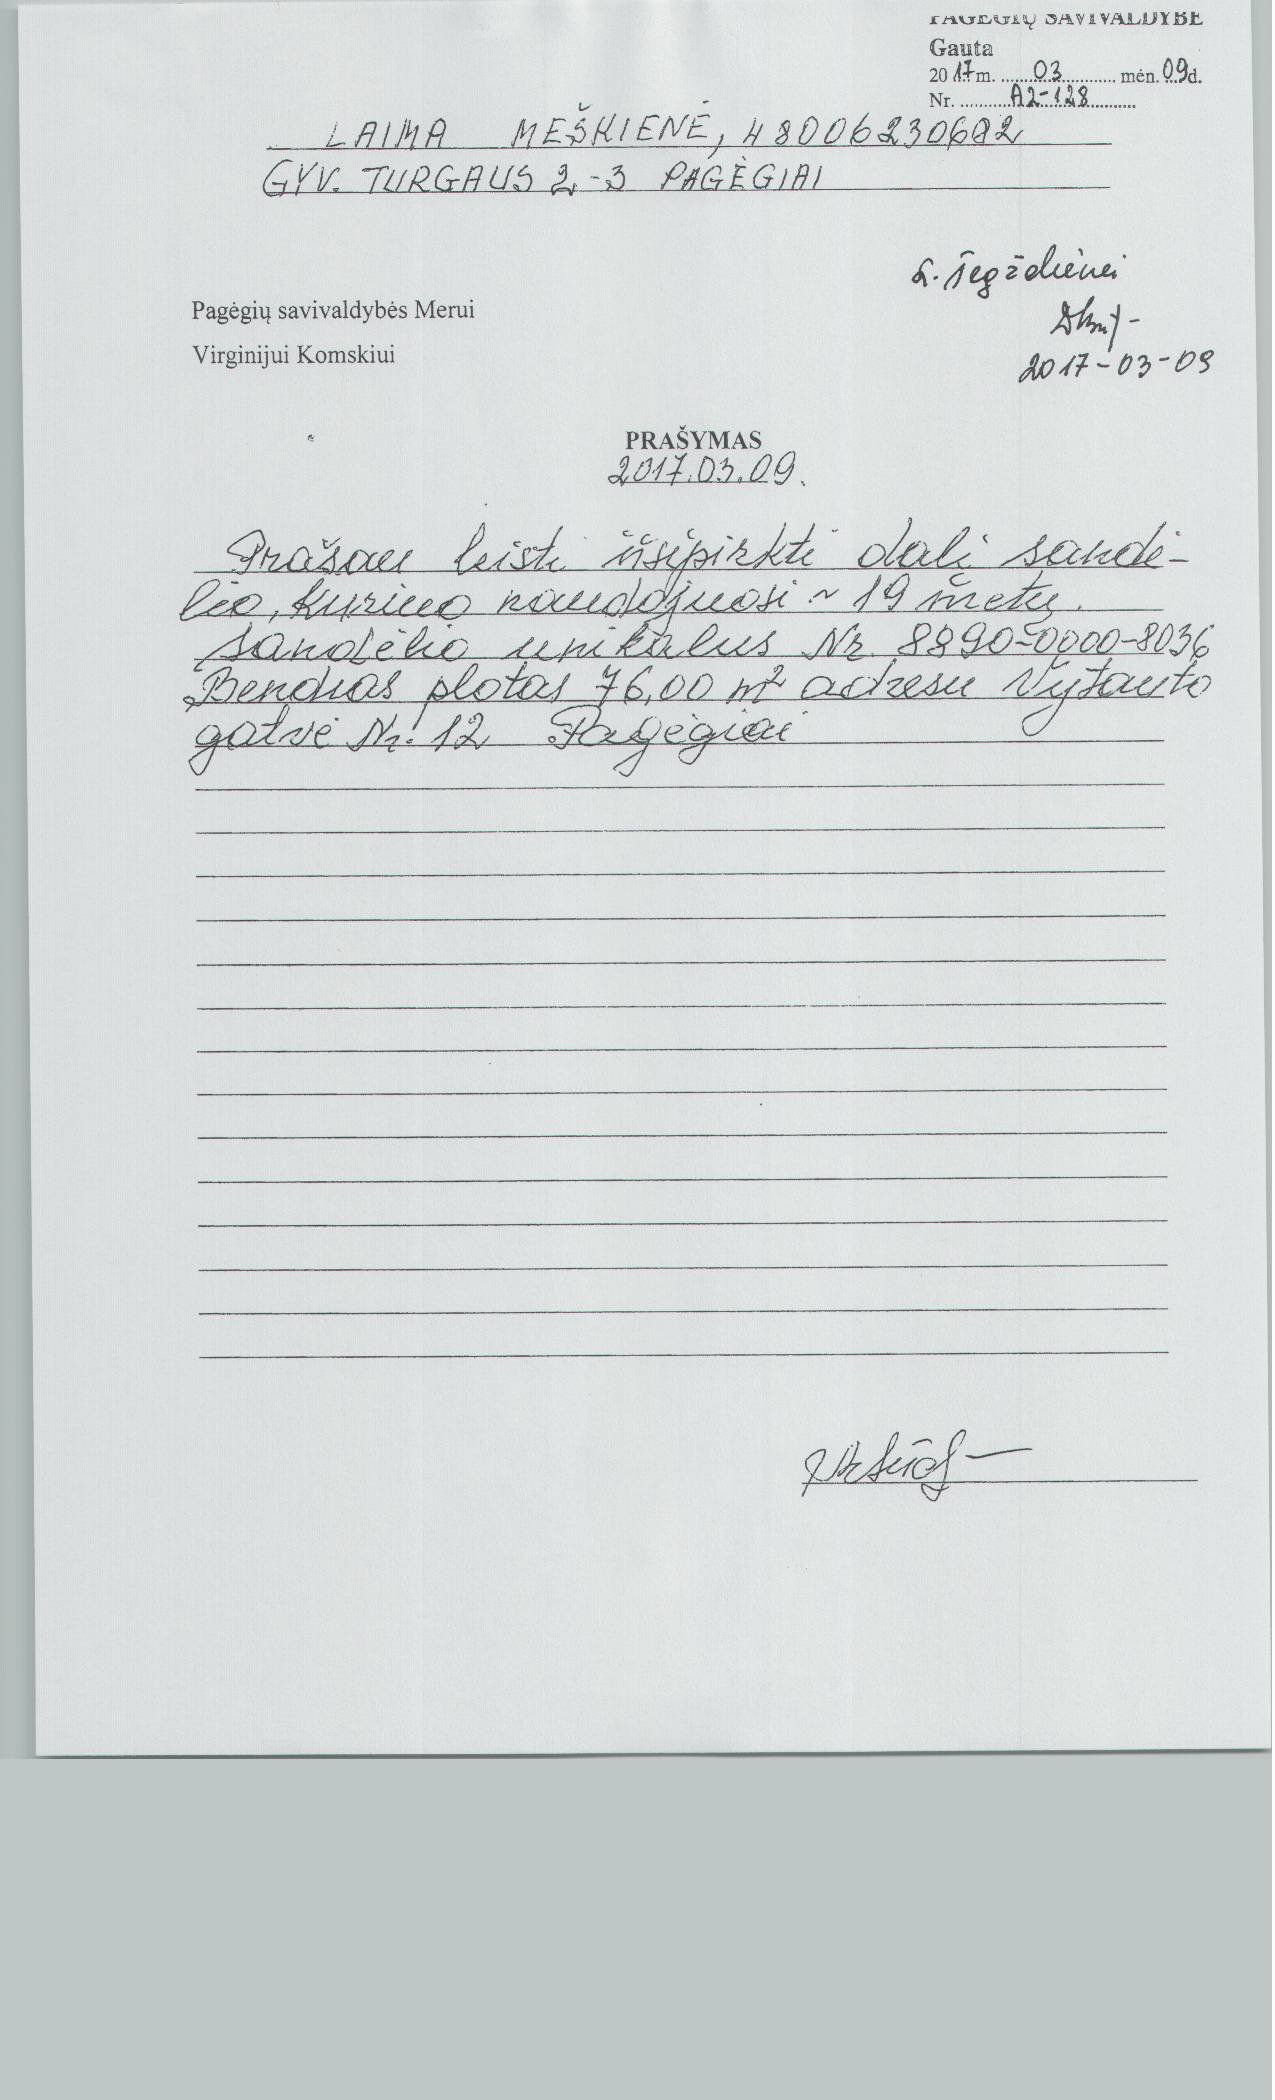 PAGĖGIŲ SAVIVALDYBĖ
Gauta
2017 m. 03 mėn. 09 d.
Nr. A2-128
LAIMA MEŠKIENĖ, 48006230682
GYV. TURGAUS 2-3 PAGĖGIAI
Šegždienei
2017-03-09
Pagėgių savivaldybės Merui
Virginijui Komskiui
PRAŠYMAS
2017.03.09.
Prašau leisti išsipirkti dalį sandė-
lio, kuriuo naudojuosi ~ 19 metų.
Sandėlio unikalus Nr. 8890-0000-8036
Bendras plotas 76,00 m² adresu Vytauto
gatvė Nr. 12 Pagėgiai